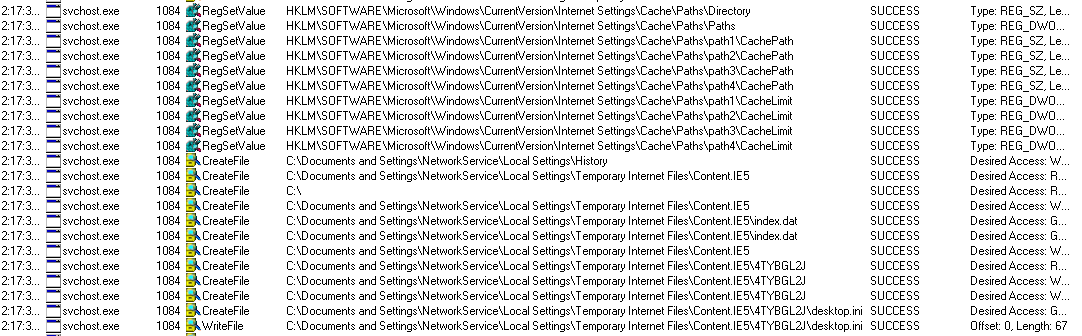 2:17:3... svchost.exe 1084 RegSetValue HKLM\SOFTWARE\Microsoft\Windows\CurrentVersion\Internet Settings\Cache\Paths\Directory SUCCESS Type: REG_SZ, Le...
2:17:3... svchost.exe 1084 RegSetValue HKLM\SOFTWARE\Microsoft\Windows\CurrentVersion\Internet Settings\Cache\Paths\Paths SUCCESS Type: REG_DWO...
2:17:3... svchost.exe 1084 RegSetValue HKLM\SOFTWARE\Microsoft\Windows\CurrentVersion\Internet Settings\Cache\Paths\path1\CachePath SUCCESS Type: REG_SZ, Le...
2:17:3... svchost.exe 1084 RegSetValue HKLM\SOFTWARE\Microsoft\Windows\CurrentVersion\Internet Settings\Cache\Paths\path2\CachePath SUCCESS Type: REG_SZ, Le...
2:17:3... svchost.exe 1084 RegSetValue HKLM\SOFTWARE\Microsoft\Windows\CurrentVersion\Internet Settings\Cache\Paths\path3\CachePath SUCCESS Type: REG_SZ, Le...
2:17:3... svchost.exe 1084 RegSetValue HKLM\SOFTWARE\Microsoft\Windows\CurrentVersion\Internet Settings\Cache\Paths\path4\CachePath SUCCESS Type: REG_SZ, Le...
2:17:3... svchost.exe 1084 RegSetValue HKLM\SOFTWARE\Microsoft\Windows\CurrentVersion\Internet Settings\Cache\Paths\path1\CacheLimit SUCCESS Type: REG_DWO...
2:17:3... svchost.exe 1084 RegSetValue HKLM\SOFTWARE\Microsoft\Windows\CurrentVersion\Internet Settings\Cache\Paths\path2\CacheLimit SUCCESS Type: REG_DWO...
2:17:3... svchost.exe 1084 RegSetValue HKLM\SOFTWARE\Microsoft\Windows\CurrentVersion\Internet Settings\Cache\Paths\path3\CacheLimit SUCCESS Type: REG_DWO...
2:17:3... svchost.exe 1084 RegSetValue HKLM\SOFTWARE\Microsoft\Windows\CurrentVersion\Internet Settings\Cache\Paths\path4\CacheLimit SUCCESS Type: REG_DWO...
2:17:3... svchost.exe 1084 CreateFile C:\Documents and Settings\NetworkService\Local Settings\History SUCCESS Desired Access: W...
2:17:3... svchost.exe 1084 CreateFile C:\Documents and Settings\NetworkService\Local Settings\Temporary Internet Files\Content.IE5 SUCCESS Desired Access: R...
2:17:3... svchost.exe 1084 CreateFile C:\ SUCCESS Desired Access: R...
2:17:3... svchost.exe 1084 CreateFile C:\Documents and Settings\NetworkService\Local Settings\Temporary Internet Files\Content.IE5 SUCCESS Desired Access: W...
2:17:3... svchost.exe 1084 CreateFile C:\Documents and Settings\NetworkService\Local Settings\Temporary Internet Files\Content.IE5\index.dat SUCCESS Desired Access: G...
2:17:3... svchost.exe 1084 CreateFile C:\Documents and Settings\NetworkService\Local Settings\Temporary Internet Files\Content.IE5\index.dat SUCCESS Desired Access: G...
2:17:3... svchost.exe 1084 CreateFile C:\Documents and Settings\NetworkService\Local Settings\Temporary Internet Files\Content.IE5 SUCCESS Desired Access: W...
2:17:3... svchost.exe 1084 CreateFile C:\Documents and Settings\NetworkService\Local Settings\Temporary Internet Files\Content.IE5\4TYBGL2J SUCCESS Desired Access: R...
2:17:3... svchost.exe 1084 CreateFile C:\Documents and Settings\NetworkService\Local Settings\Temporary Internet Files\Content.IE5\4TYBGL2J SUCCESS Desired Access: W...
2:17:3... svchost.exe 1084 CreateFile C:\Documents and Settings\NetworkService\Local Settings\Temporary Internet Files\Content.IE5\4TYBGL2J SUCCESS Desired Access: W...
2:17:3... svchost.exe 1084 CreateFile C:\Documents and Settings\NetworkService\Local Settings\Temporary Internet Files\Content.IE5\4TYBGL2J\desktop.ini SUCCESS Desired Access: G...
2:17:3... svchost.exe 1084 WriteFile C:\Documents and Settings\NetworkService\Local Settings\Temporary Internet Files\Content.IE5\4TYBGL2J\desktop.ini SUCCESS Offset: 0, Length: 67